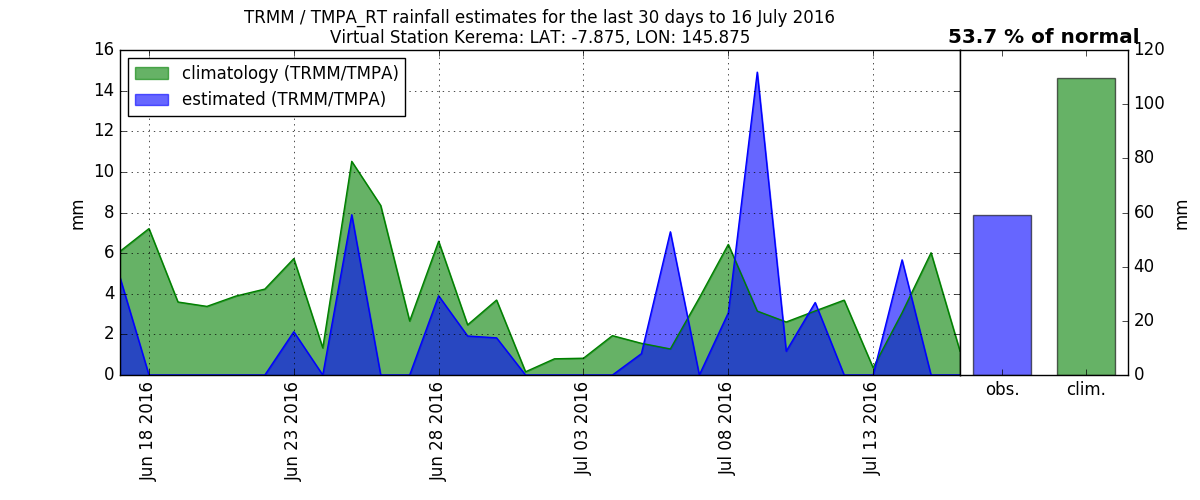 TRMM / TMPA_RT rainfall estimates for the last 30 days to 16 July 2016
Virtual Station Kerema: LAT: -7.875, LON: 145.875
53.7 % of normal
climatology (TRMM/TMPA)
estimated (TRMM/TMPA)
mm
16
14
12
10
8
6
4
2
0
Jun 18 2016
Jun 23 2016
Jun 28 2016
Jul 03 2016
Jul 08 2016
Jul 13 2016
obs.
clim.
120
100
80
60
40
20
0
mm